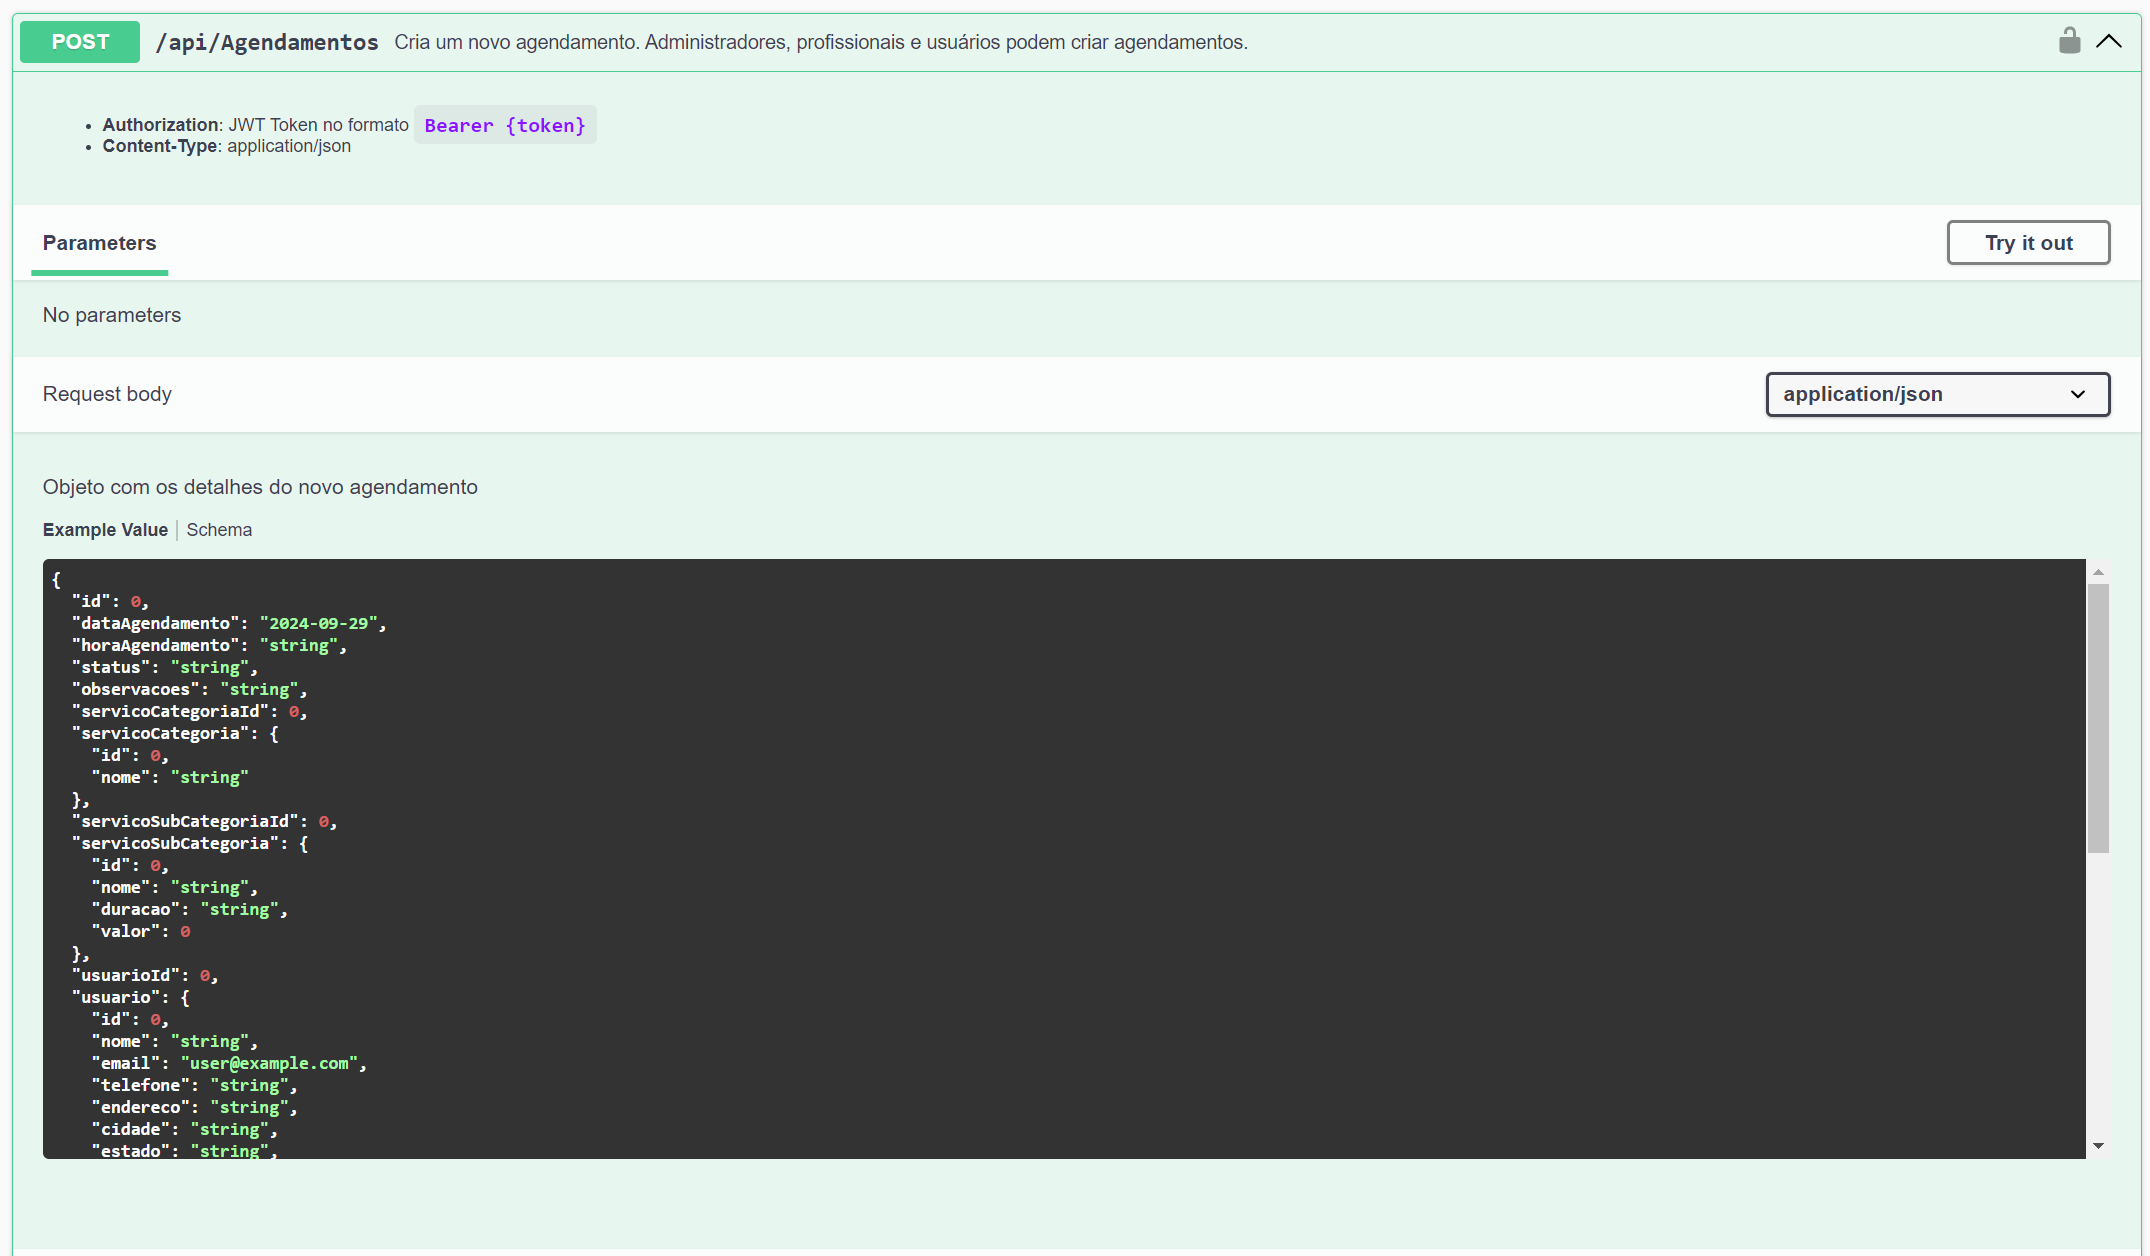 POST /api/Agendamentos Cria um novo agendamento. Administradores, profissionais e usuários podem criar agendamentos.
• Authorization: JWT Token no formato Bearer {token}
• Content-Type: application/json
Parameters Try it out
No parameters
Request body application/json
Objeto com os detalhes do novo agendamento
Example Value | Schema
{
  "id": 0,
  "dataAgendamento": "2024-09-29",
  "horaAgendamento": "string",
  "status": "string",
  "observacoes": "string",
  "servicoCategoriaId": 0,
  "servicoCategoria": {
    "id": 0,
    "nome": "string"
  },
  "servicoSubCategoriaId": 0,
  "servicoSubCategoria": {
    "id": 0,
    "nome": "string",
    "duracao": "string",
    "valor": 0
  },
  "usuarioId": 0,
  "usuario": {
    "id": 0,
    "nome": "string",
    "email": "user@example.com",
    "telefone": "string",
    "endereco": "string",
    "cidade": "string",
    "estado": "string",